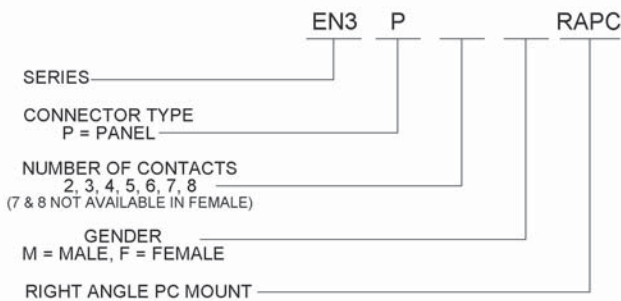 EN3 P RAPC
SERIES
CONNECTOR TYPE
P = PANEL
NUMBER OF CONTACTS
2, 3, 4, 5, 6, 7, 8
(7 & 8 NOT AVAILABLE IN FEMALE)
GENDER
M = MALE, F = FEMALE
RIGHT ANGLE PC MOUNT